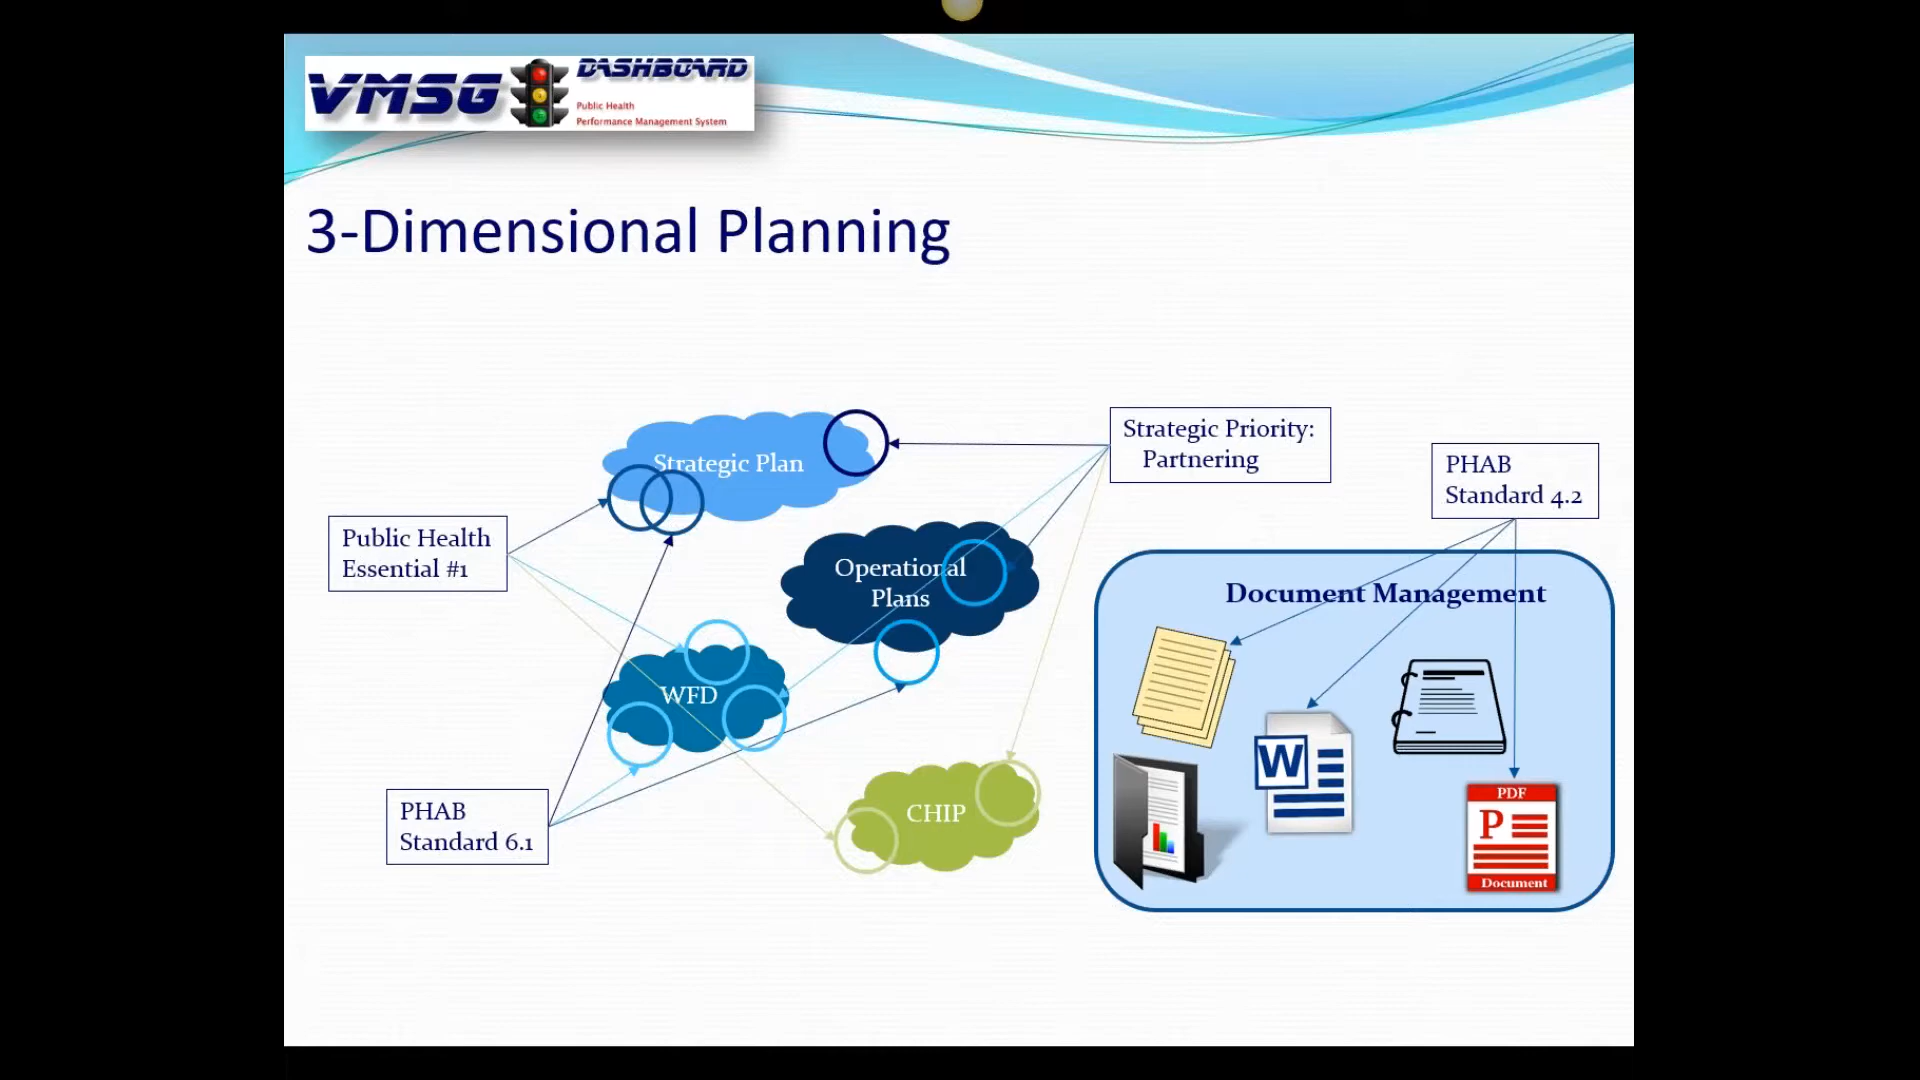 VMSG
DASHBOARD
Public Health
Performance Management System
3-Dimensional Planning
Strategic Plan
Strategic Priority:
Partnering
PHAB
Standard 4.2
Public Health
Essential #1
Operational
Plans
Document Management
WFD
PHAB
Standard 6.1
CHIP
W
PDF
P
Document